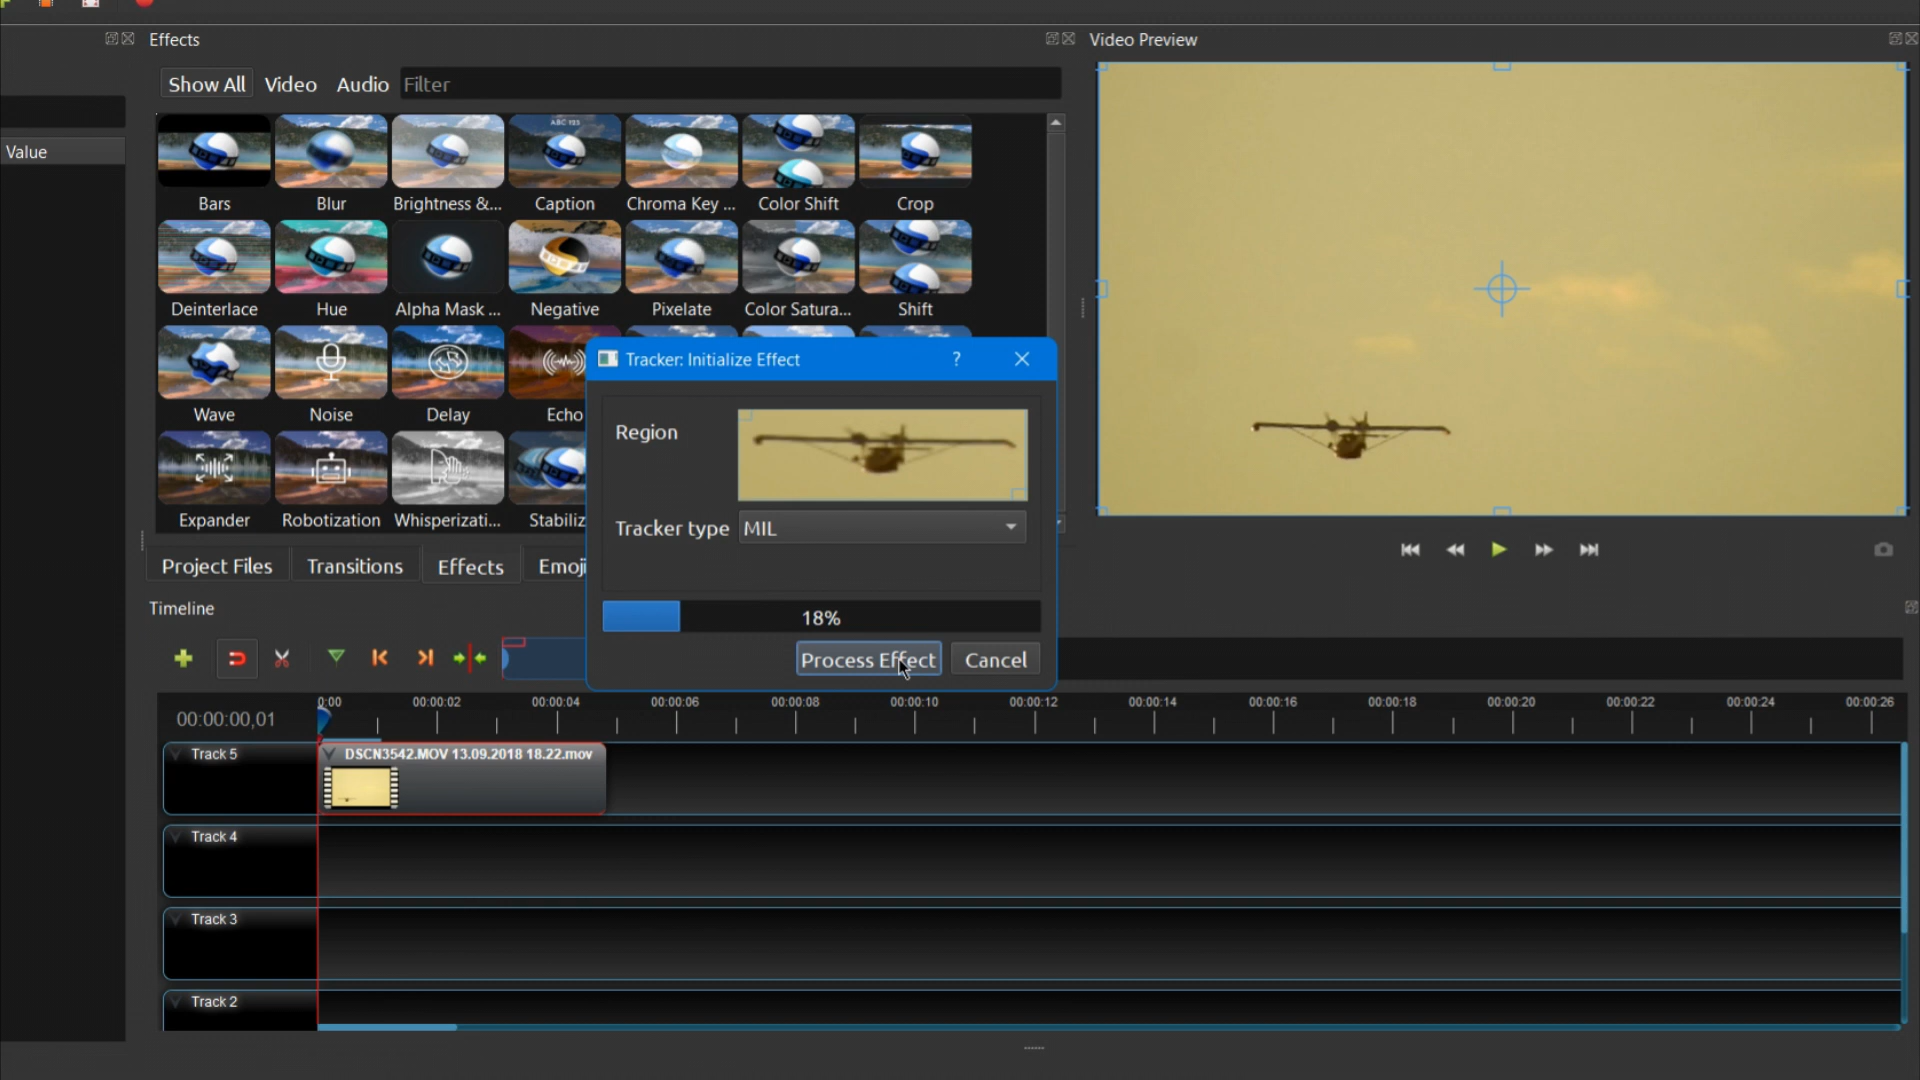 Effects
Video Preview
Show All Video Audio Filter
Value
ABC 123
Bars Blur Brightness &... Caption Chroma Key ... Color Shift Crop
Deinterlace Hue Alpha Mask ... Negative Pixelate Color Satura... Shift
Wave Noise Delay Echo
Expander Robotization Whisperizati... Stabiliz
Tracker: Initialize Effect ?
Region
Tracker type MIL
18%
Process Effect Cancel
Project Files Transitions Effects Emoji
Timeline
00:00:00,01
0:00 00:00:02 00:00:04 00:00:06 00:00:08 00:00:10 00:00:12 00:00:14 00:00:16 00:00:18 00:00:20 00:00:22 00:00:24 00:00:26
Track 5
DSCN3542.MOV 13.09.2018 18.22.mov
Track 4
Track 3
Track 2